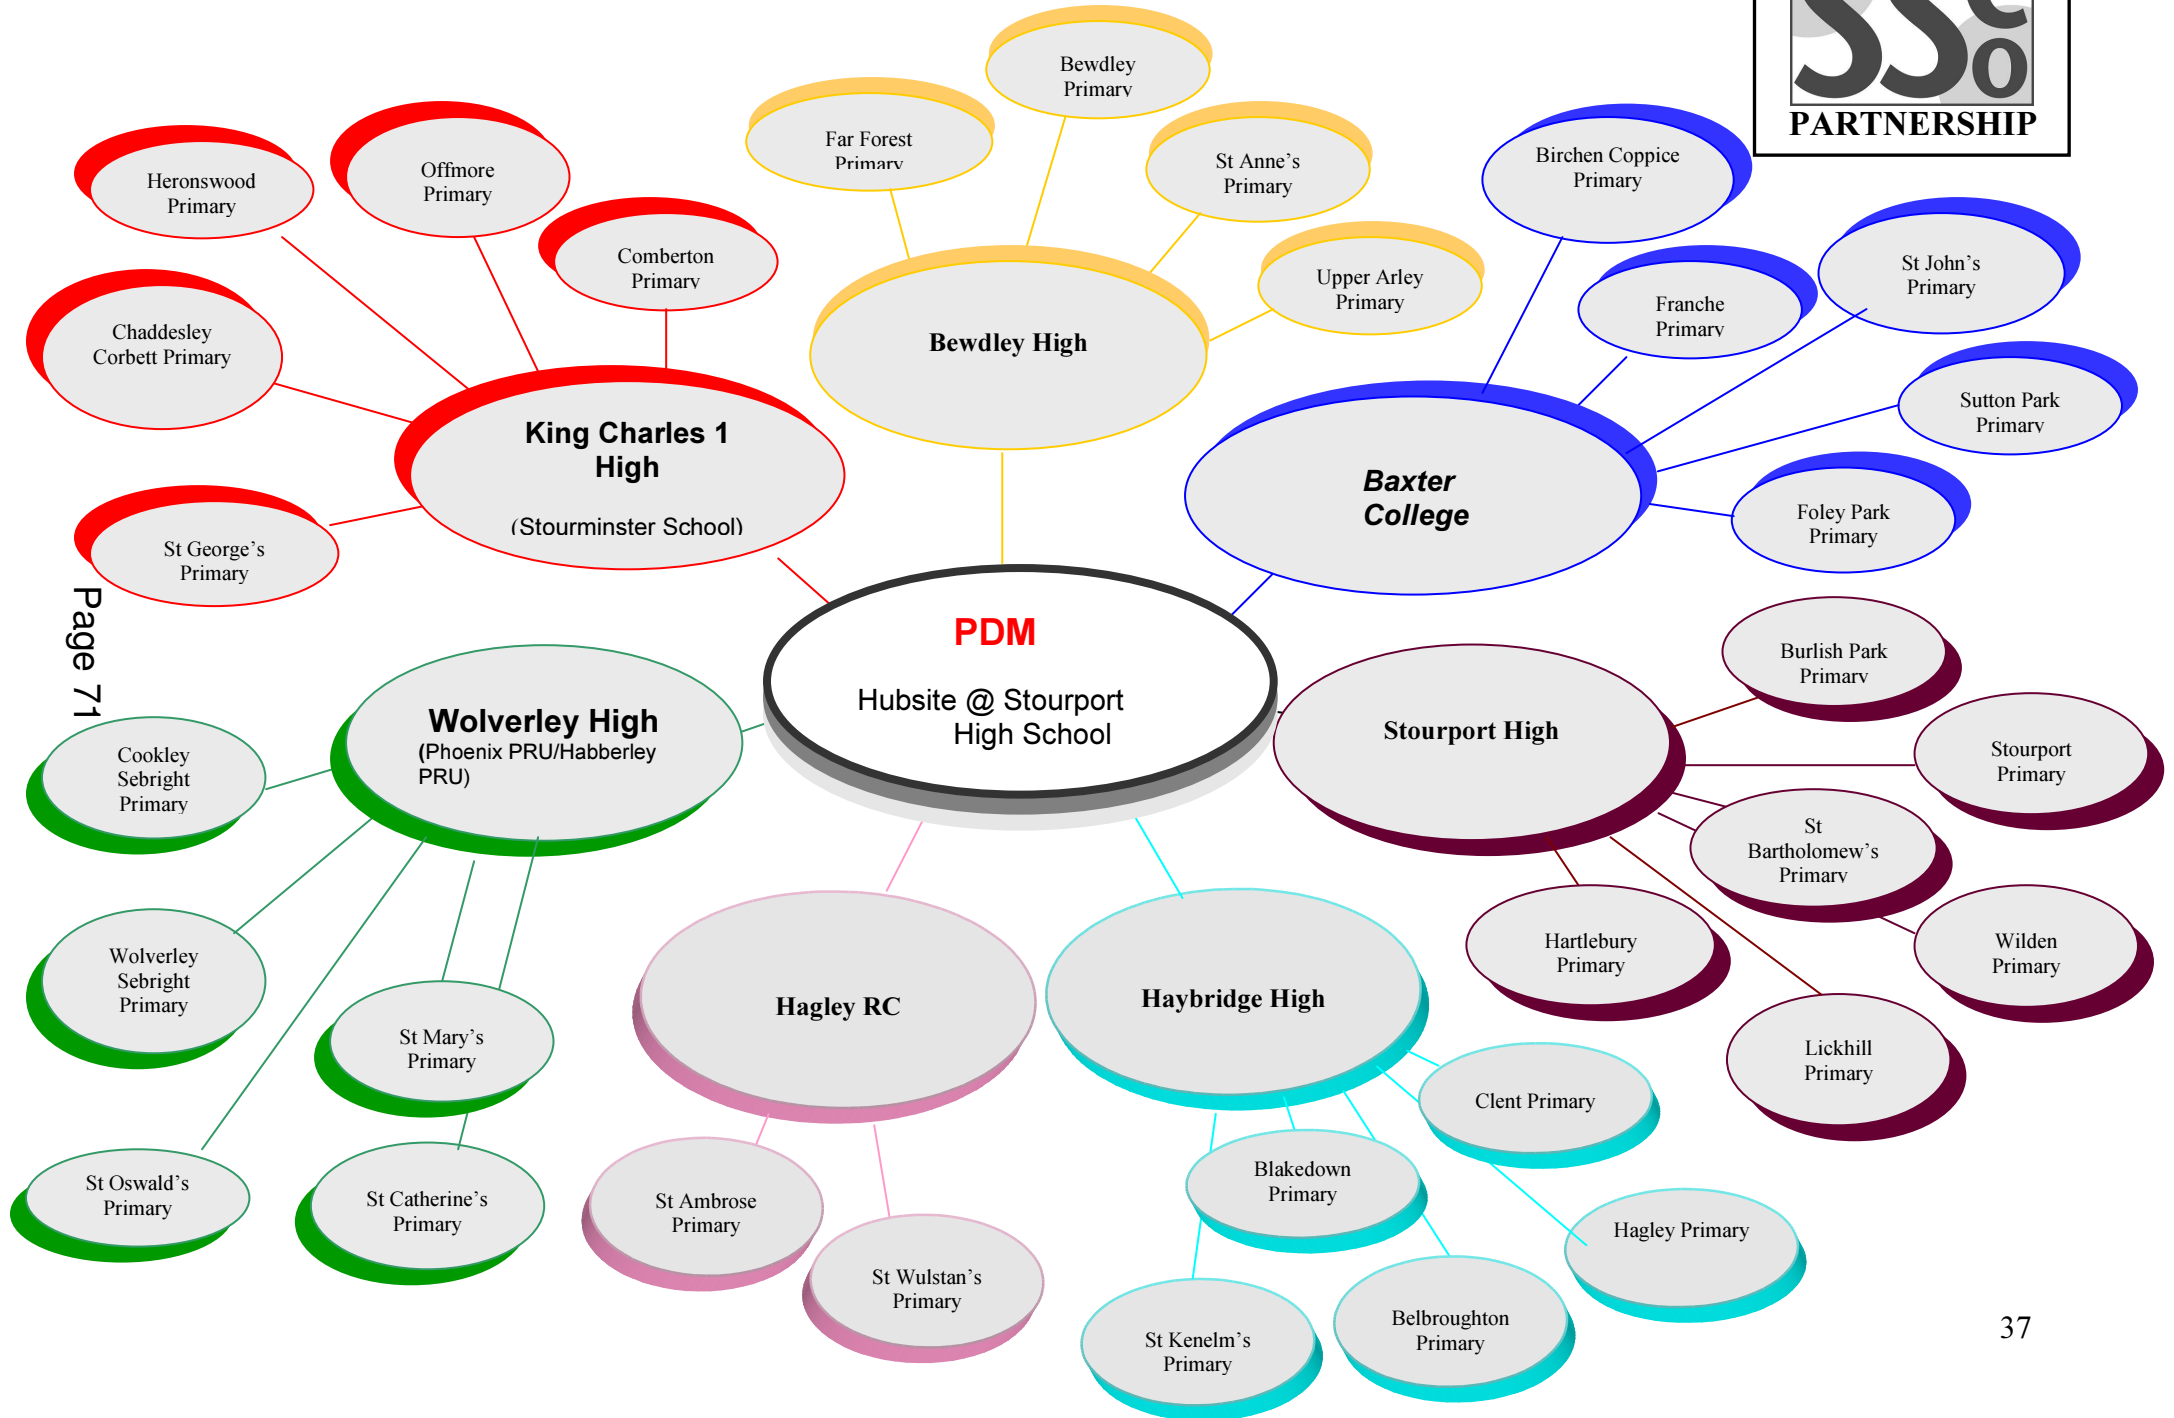 SSCo
PARTNERSHIP
Bewdley
Primary
Far Forest
Primary
St Anne’s
Primary
Upper Arley
Primary
Bewdley High
Heronswood
Primary
Offmore
Primary
Comberton
Primary
Chaddesley
Corbett Primary
St George’s
Primary
King Charles 1
High
(Stourminster School)
Birchen Coppice
Primary
Franche
Primary
St John’s
Primary
Sutton Park
Primary
Foley Park
Primary
Baxter
College
PDM
Hubsite @ Stourport
High School
Page 71
Wolverley High
(Phoenix PRU/Habberley
PRU)
Cookley
Sebright
Primary
Wolverley
Sebright
Primary
St Mary’s
Primary
St Oswald’s
Primary
St Catherine’s
Primary
Stourport High
Burlish Park
Primary
Stourport
Primary
St
Bartholomew’s
Primary
Hartlebury
Primary
Wilden
Primary
Lickhill
Primary
Hagley RC
St Ambrose
Primary
St Wulstan’s
Primary
Haybridge High
Clent Primary
Blakedown
Primary
Hagley Primary
Belbroughton
Primary
St Kenelm’s
Primary
37